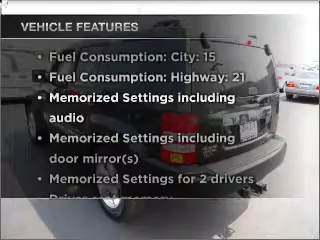 VEHICLE FEATURES
• Fuel Consumption: City: 15
• Fuel Consumption: Highway: 21
• Memorized Settings including
audio
• Memorized Settings including
door mirror(s)
• Memorized Settings for 2 drivers